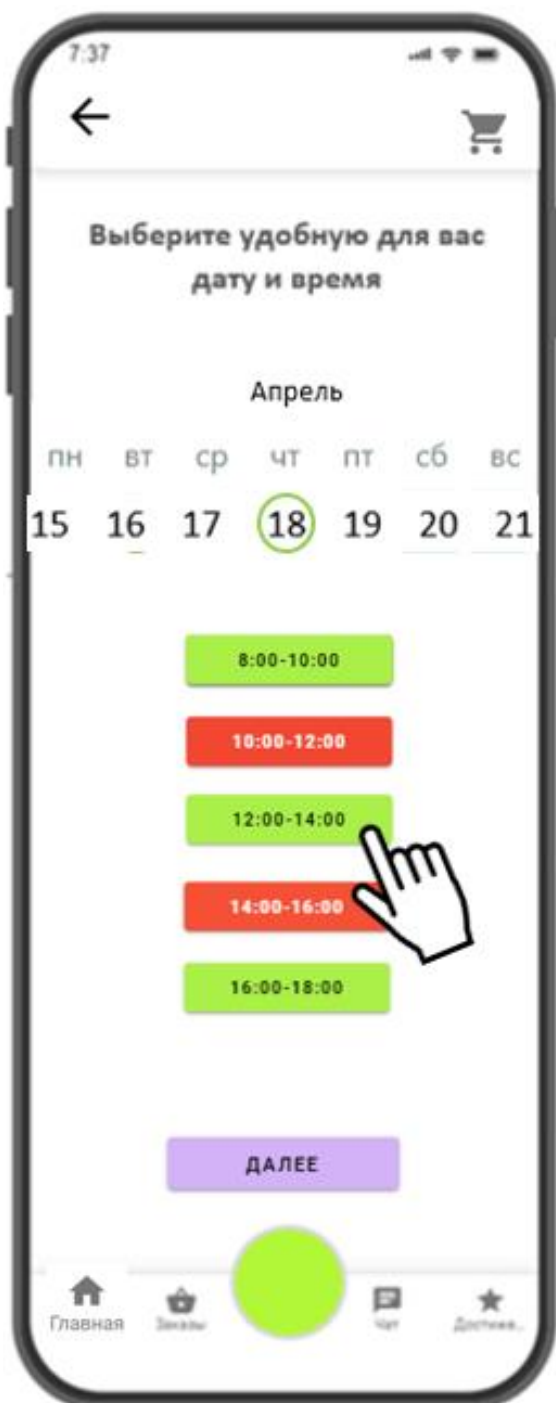 7:37
Выберите удобную для вас
дату и время
Апрель
пн вт ср чт пт сб вс
15 16 17 18 19 20 21
8:00-10:00
10:00-12:00
12:00-14:00
14:00-16:00
16:00-18:00
ДАЛЕЕ
Главная Заказы Чат Достиже...